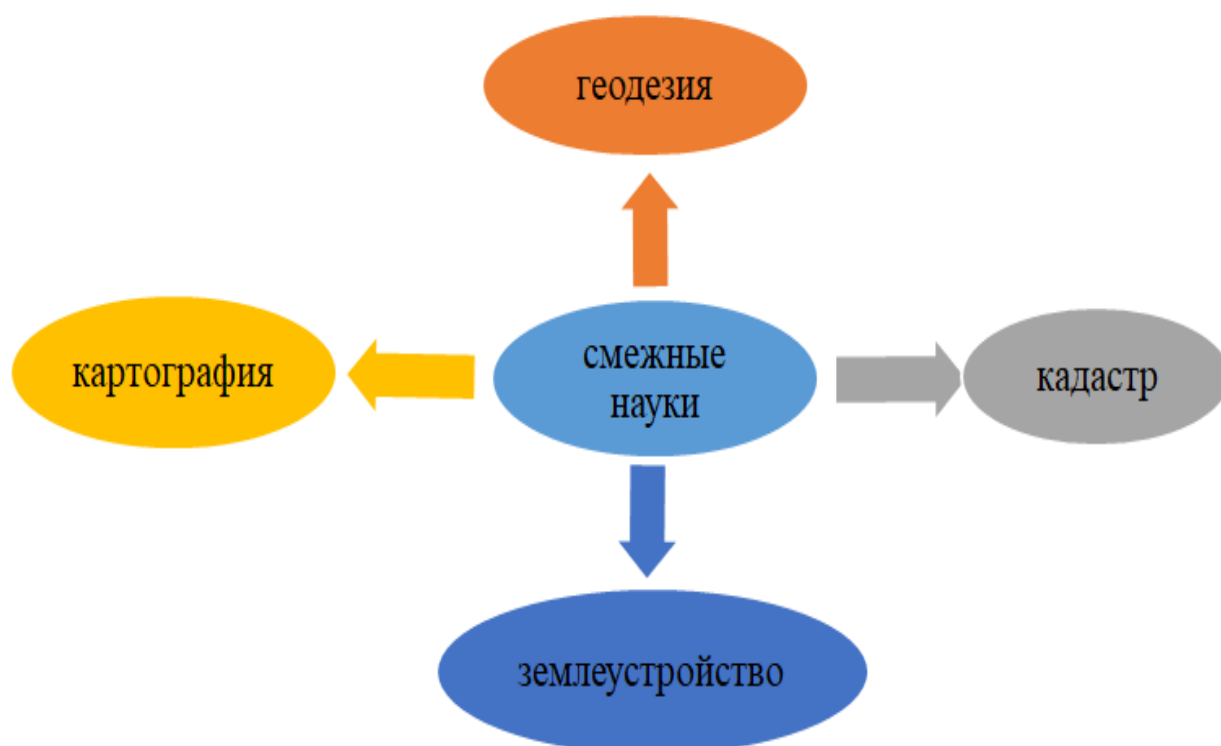 геодезия
картография
смежные
науки
кадастр
землеустройство